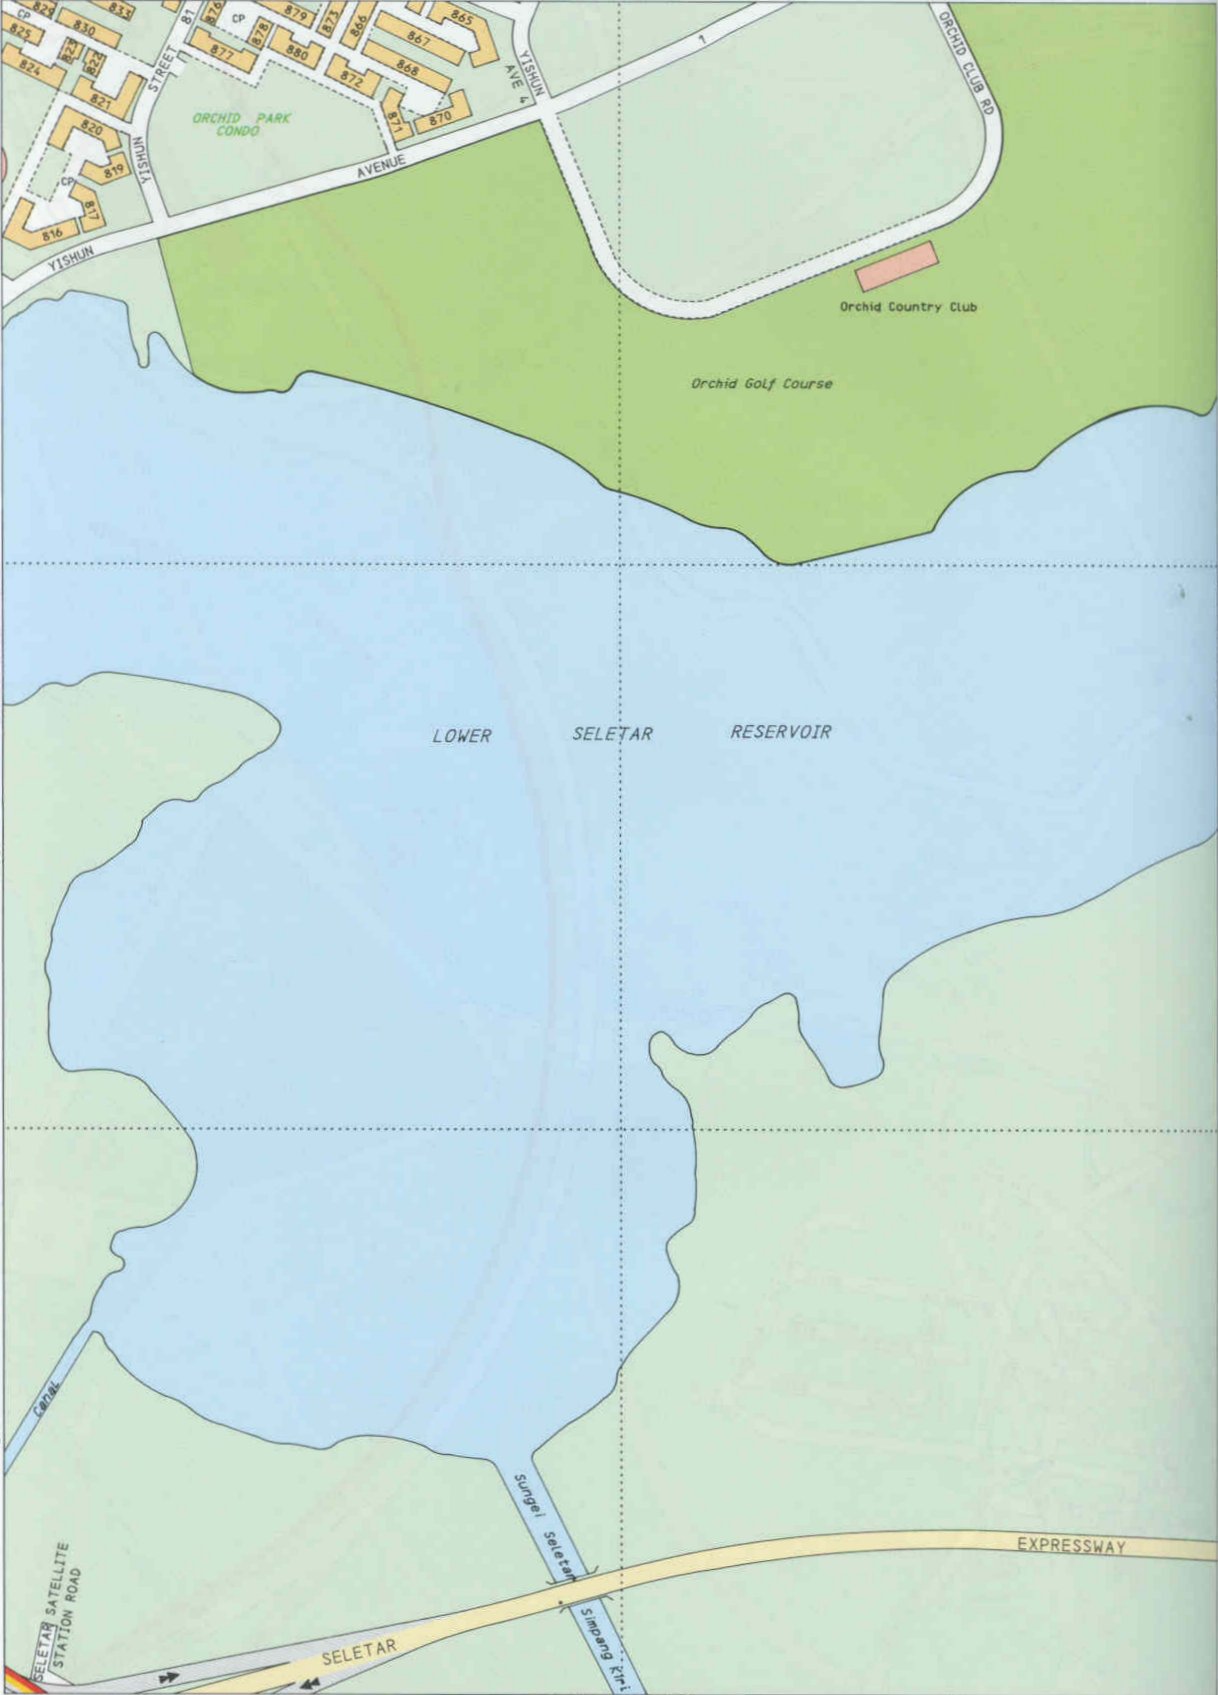 829
833
CP
830
825
823
822
824
821
820
819
CP
817
816
81
STREET
YISHUN
876
CP
878
877
879
880
873
866
872
865
867
868
871
870
ORCHID PARK
CONDO
YISHUN
AVE 4
YISHUN
AVENUE
1
ORCHID CLUB RD
Orchid Country Club
Orchid Golf Course
LOWER SELETAR RESERVOIR
Canal
Sungei Seletar
Simpang Kiri
SELETAR SATELLITE
STATION ROAD
SELETAR
EXPRESSWAY